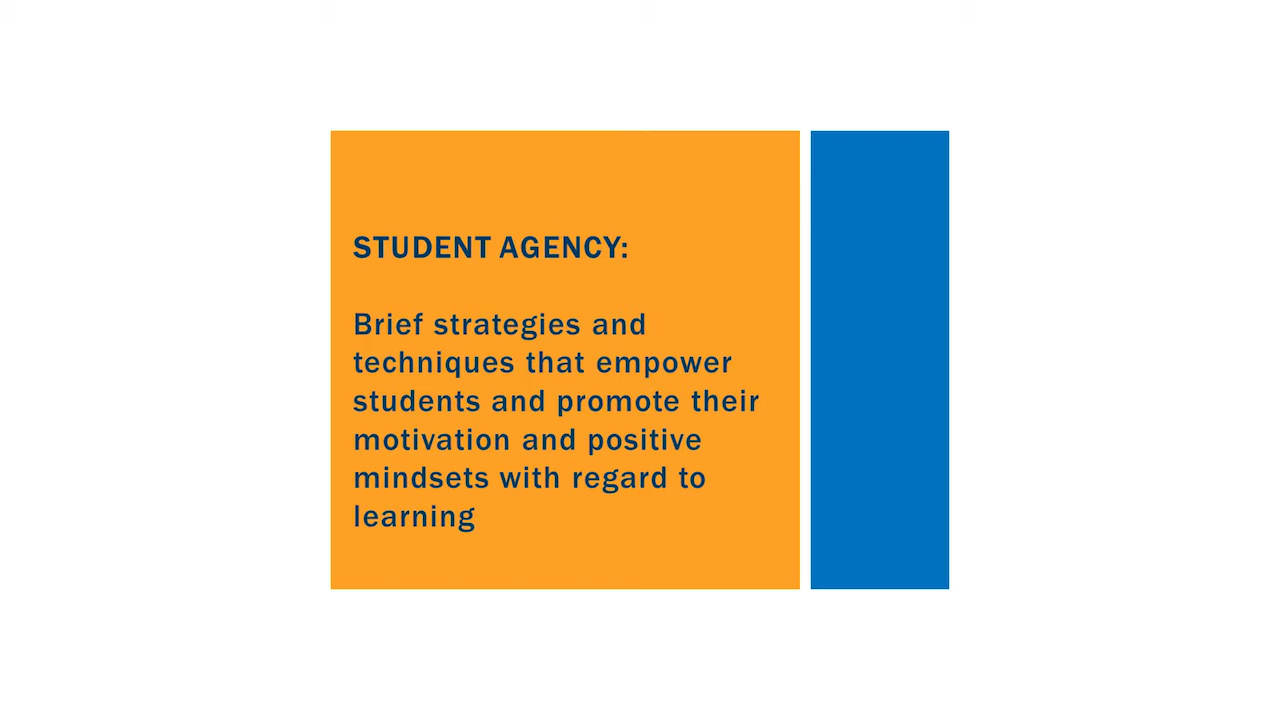 STUDENT AGENCY:
Brief strategies and
techniques that empower
students and promote their
motivation and positive
mindsets with regard to
learning